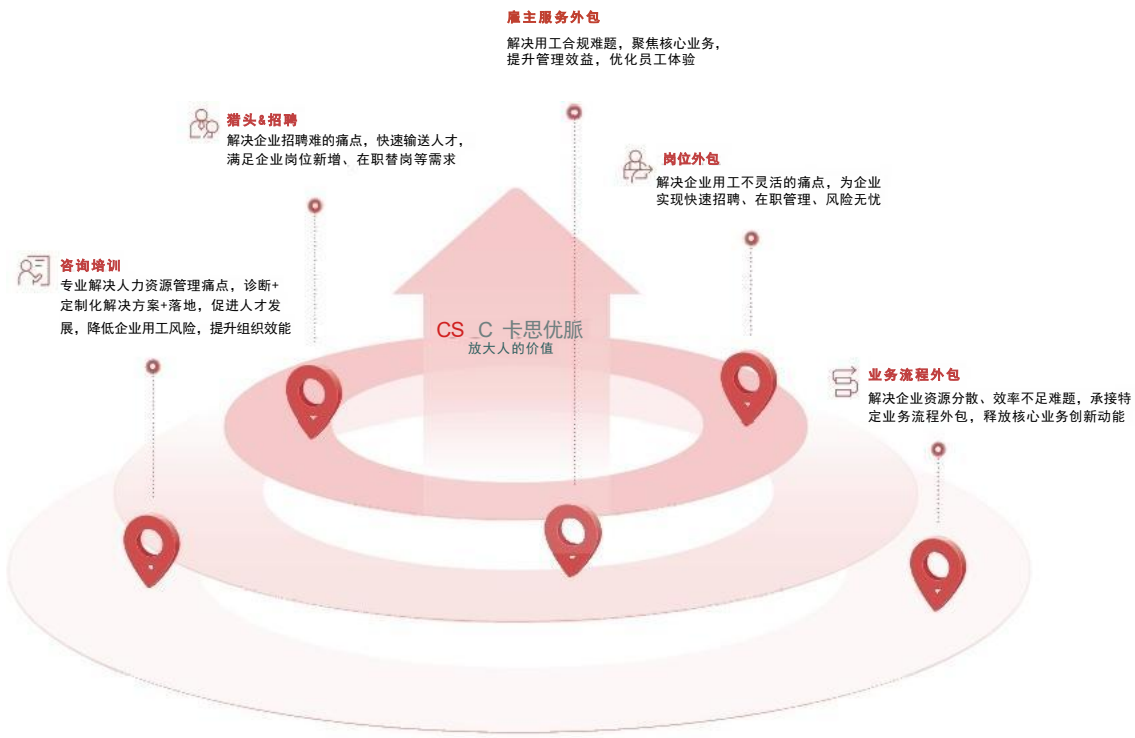 雇主服务外包
解决用工合规难题，聚焦核心业务，
提升管理效益，优化员工体验
猎头&招聘
解决企业招聘难的痛点，快速输送人才，
满足企业岗位新增、在职替岗等需求
岗位外包
解决企业用工不灵活的痛点，为企业
实现快速招聘、在职管理、风险无忧
咨询培训
专业解决人力资源管理痛点，诊断+
定制化解决方案+落地，促进人才发
展，降低企业用工风险，提升组织效能
CS_C 卡思优脈
放大人的价值
业务流程外包
解决企业资源分散、效率不足难题，承接特
定业务流程外包，释放核心业务创新动能